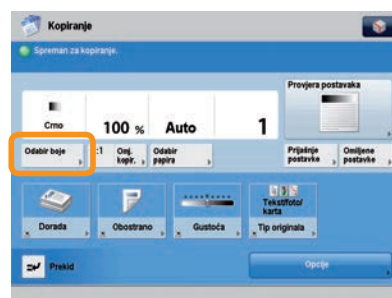 Kopiranje
Spreman za kopiranje.
Provjera postavaka
Crno
100 %
Auto
1
Odabir boje
:1
Omj.
kopir.
Odabir
papira
Prijašnje
postavke
Omiljene
postavke
Dorada
Obostrano
Gustoća
Tekst/foto/
karta
Tip originala
Prekid
Opcije